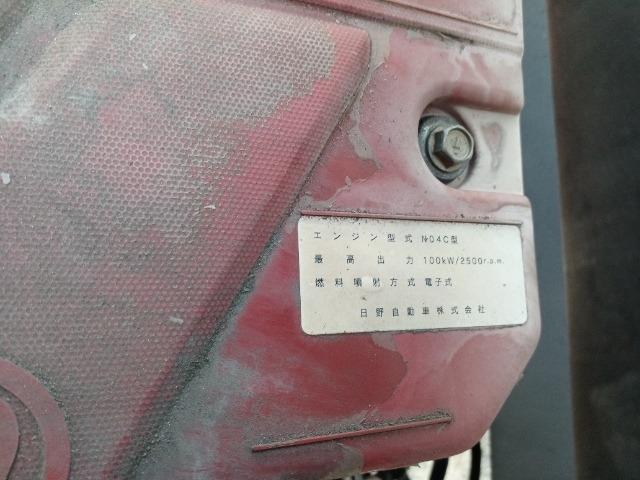 エンジン型式 N04C型
最高出力 100kW/2500r.p.m.
燃料噴射方式 電子式
日野自動車株式会社
4